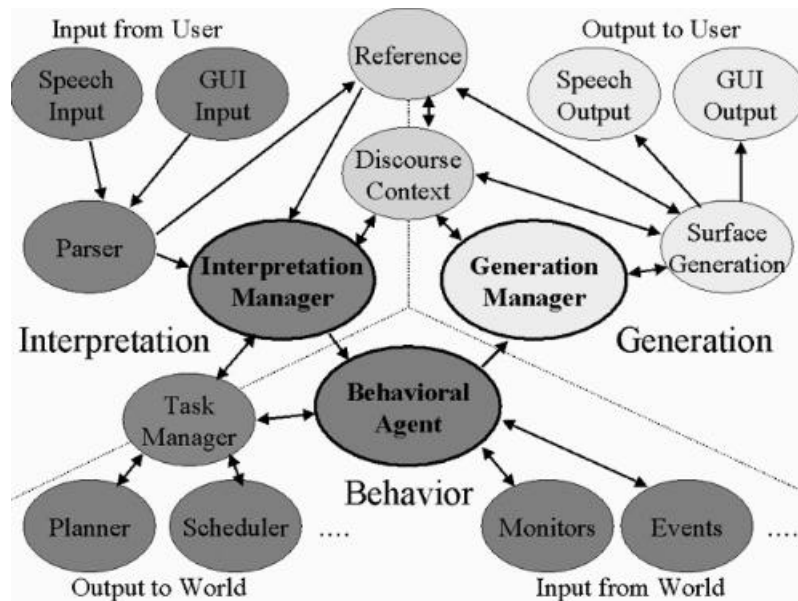 Input from User
Output to User
Reference
Speech
Input
GUI
Input
Speech
Output
GUI
Output
Discourse
Context
Parser
Interpretation
Manager
Generation
Manager
Surface
Generation
Interpretation
Generation
Task
Manager
Behavioral
Agent
Behavior
Planner
Scheduler
....
Monitors
Events
....
Output to World
Input from World